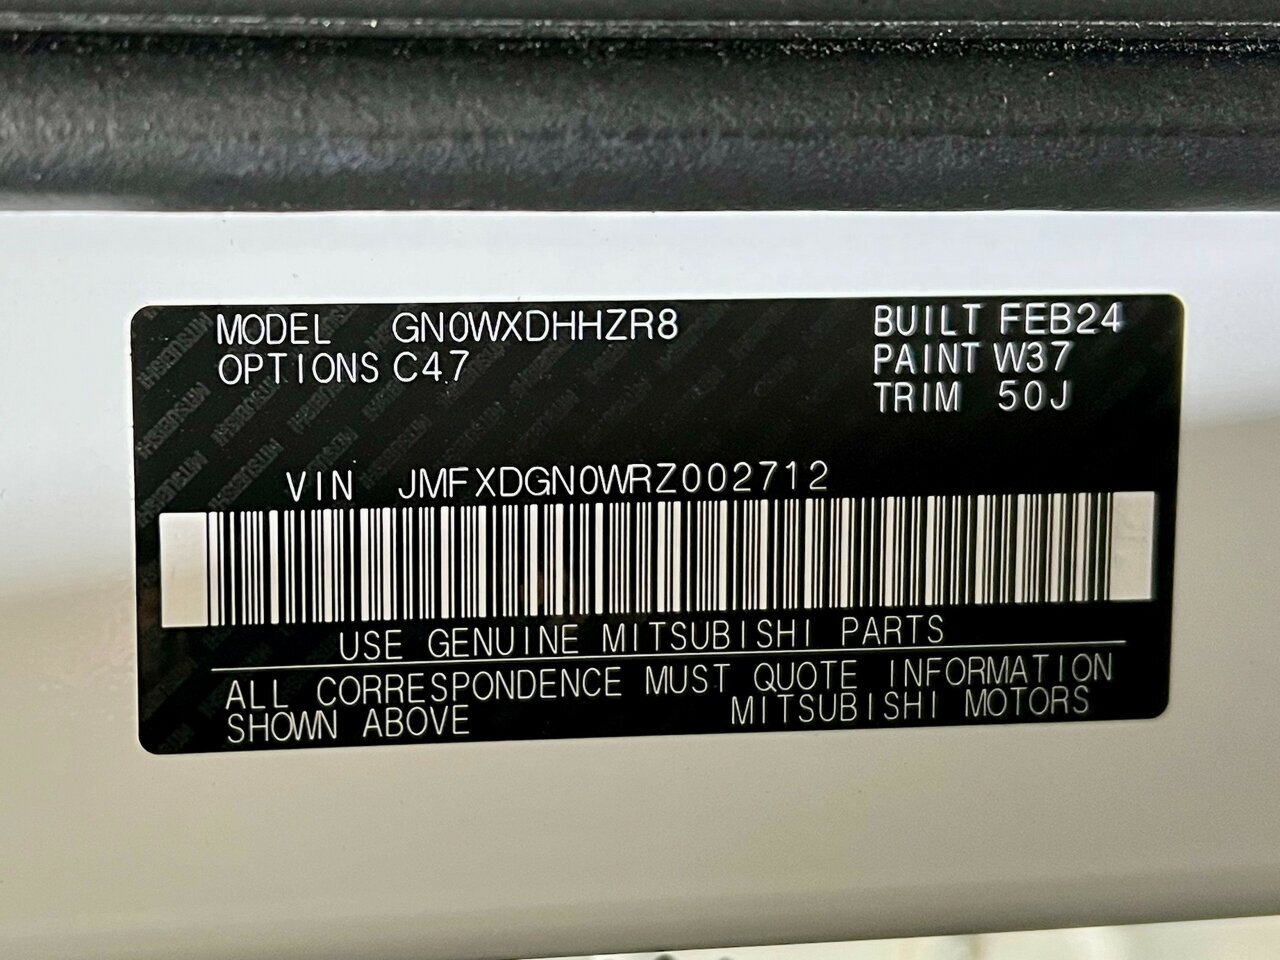 MODEL GN0WXDHHZR8 BUILT FEB24
OPTIONS C47 PAINT W37
TRIM 50J
VIN JMFXDGN0WRZ002712
USE GENUINE MITSUBISHI PARTS
ALL CORRESPONDENCE MUST QUOTE INFORMATION
SHOWN ABOVE MITSUBISHI MOTORS